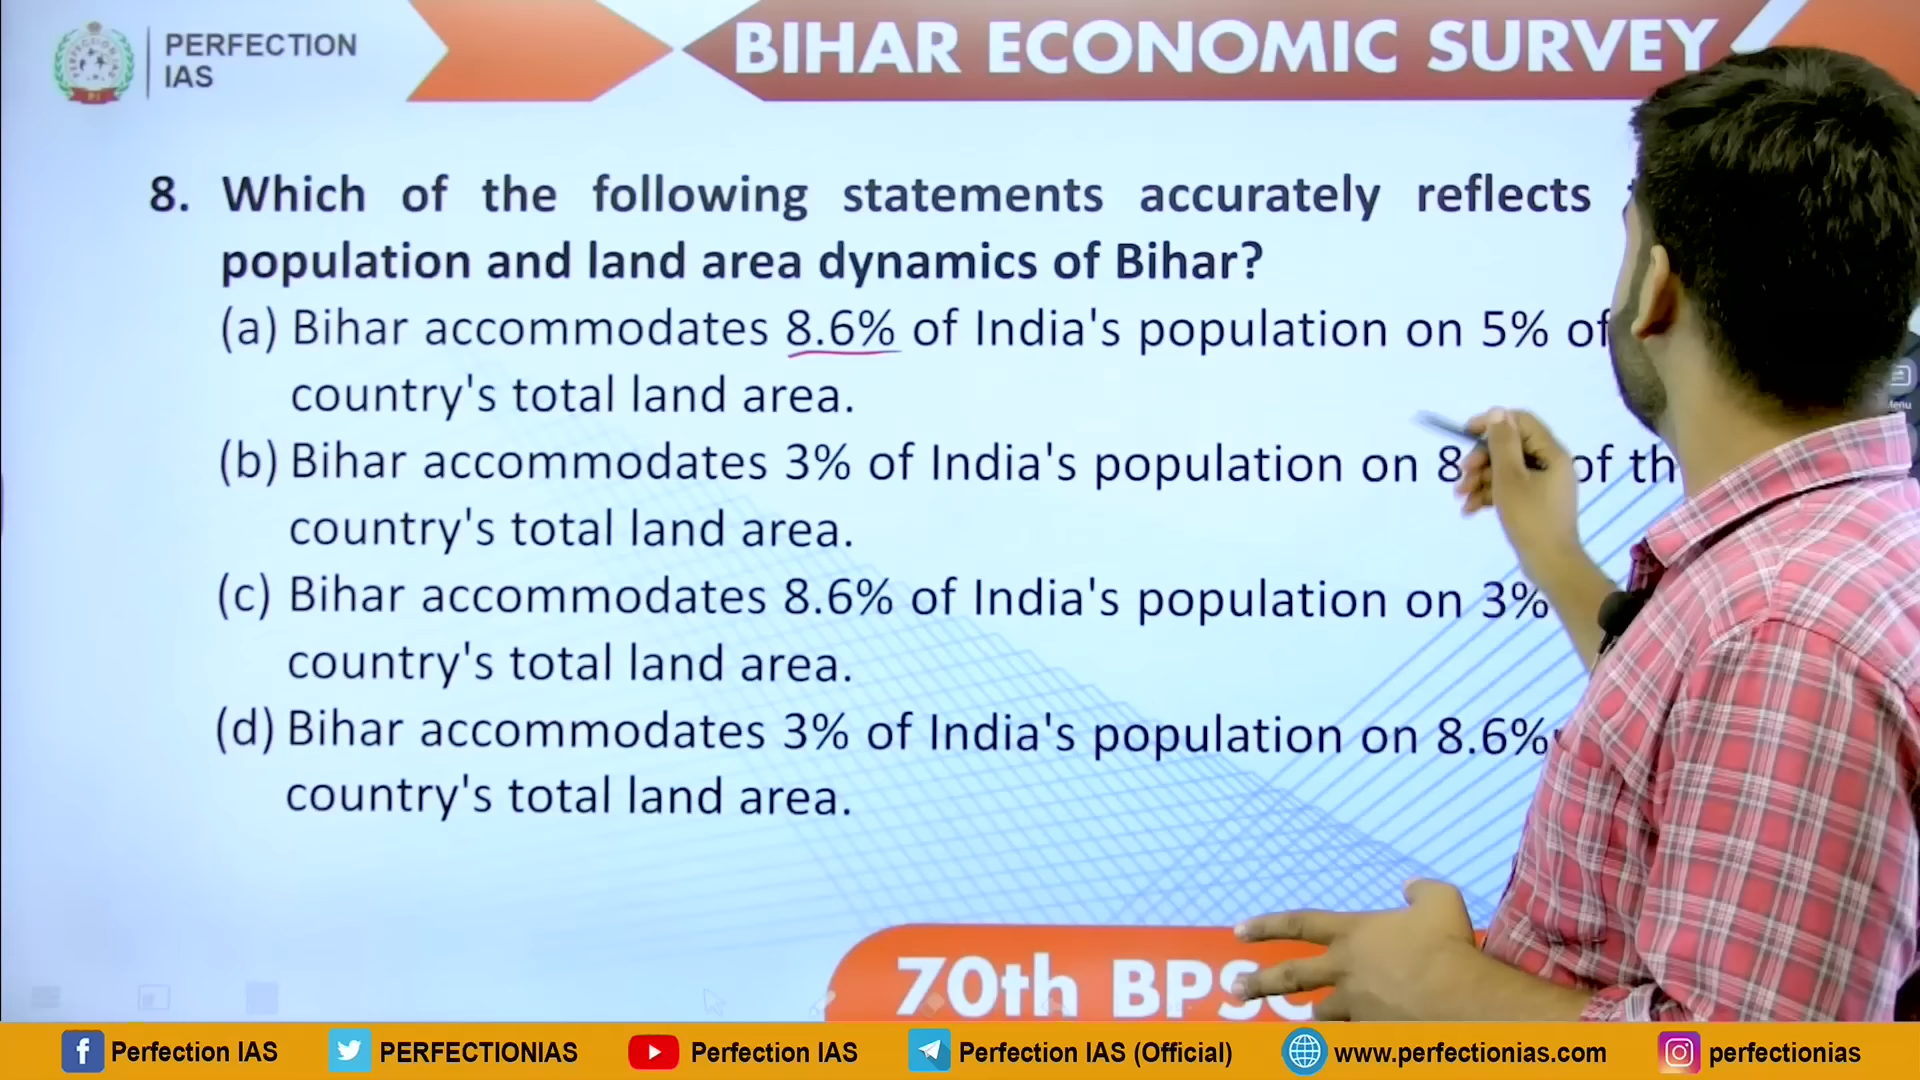 PERFECTION
IAS
BIHAR ECONOMIC SURVEY
8. Which of the following statements accurately reflects
population and land area dynamics of Bihar?
(a) Bihar accommodates 8.6% of India's population on 5% of
country's total land area.
(b) Bihar accommodates 3% of India's population on 8 of th
country's total land area.
(c) Bihar accommodates 8.6% of India's population on 3%
country's total land area.
(d) Bihar accommodates 3% of India's population on 8.6%
country's total land area.
Menu
70th BPSC
Perfection IAS
PERFECTIONIAS
Perfection IAS
Perfection IAS (Official)
www.perfectionias.com
perfectionias